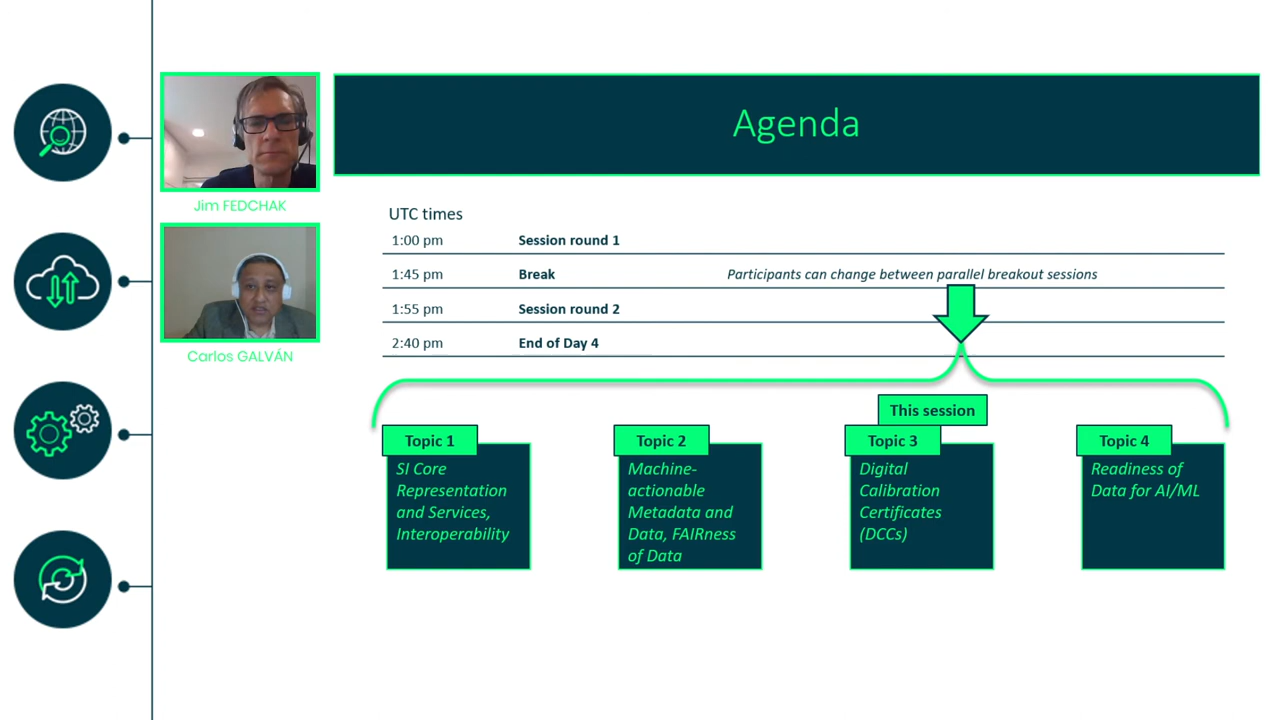 Agenda
Jim FEDCHAK
Carlos GALVÁN
UTC times
1:00 pm Session round 1
1:45 pm Break Participants can change between parallel breakout sessions
1:55 pm Session round 2
2:40 pm End of Day 4
This session
Topic 1
SI Core
Representation
and Services,
Interoperability
Topic 2
Machine-
actionable
Metadata and
Data, FAIRness
of Data
Topic 3
Digital
Calibration
Certificates
(DCCs)
Topic 4
Readiness of
Data for AI/ML